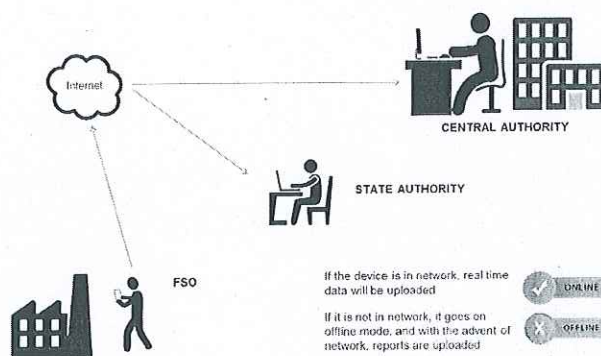 Internet
CENTRAL AUTHORITY
STATE AUTHORITY
FSO
If the device is in network, real time
data will be uploaded
ONLINE
If it is not in network, it goes on
offline mode, and with the advent of
network, reports are uploaded
OFFLINE